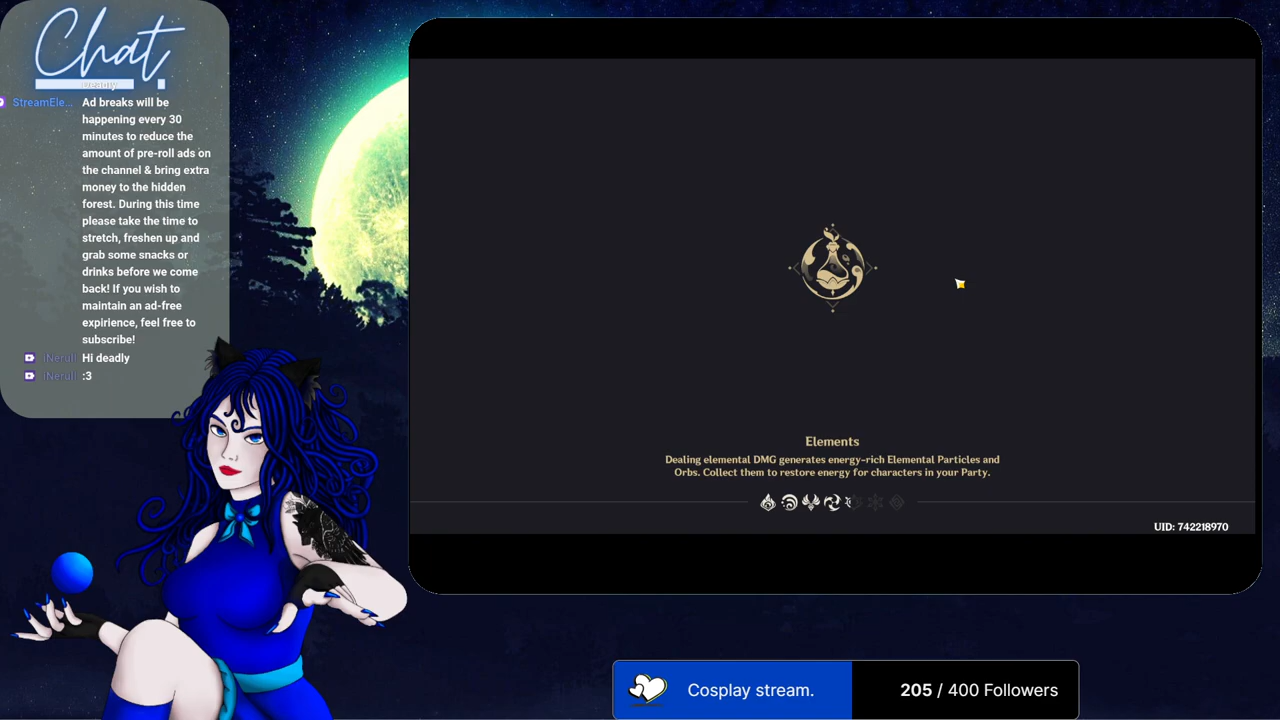 Chat
Deadly
StreamEle... Ad breaks will be
happening every 30
minutes to reduce the
amount of pre-roll ads on
the channel & bring extra
money to the hidden
forest. During this time
please take the time to
stretch, freshen up and
grab some snacks or
drinks before we come
back! If you wish to
maintain an ad-free
expirience, feel free to
subscribe!
Hi deadly
:3
Elements
Dealing elemental DMG generates energy-rich Elemental Particles and
Orbs. Collect them to restore energy for characters in your Party.
UID: 742218970
Cosplay stream.
205 / 400 Followers